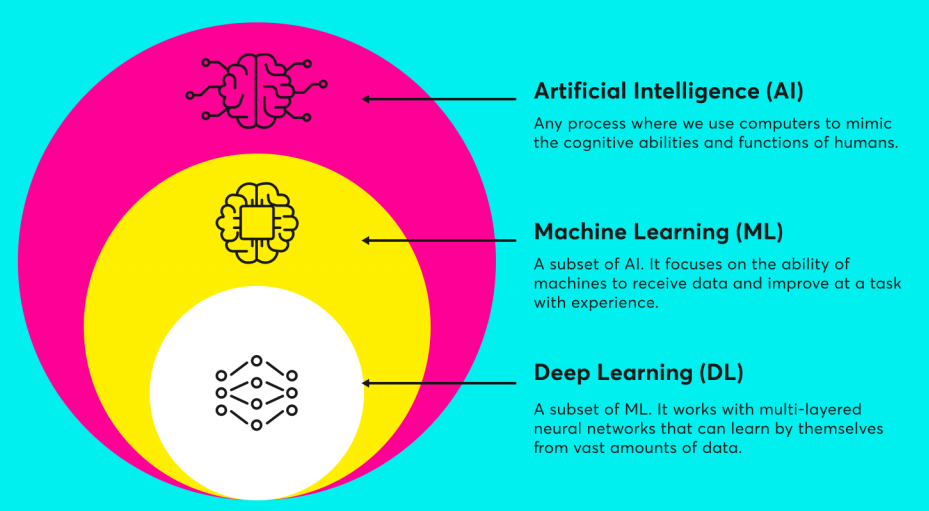 Artificial Intelligence (AI)
Any process where we use computers to mimic
the cognitive abilities and functions of humans.
Machine Learning (ML)
A subset of AI. It focuses on the ability of
machines to receive data and improve at a task
with experience.
Deep Learning (DL)
A subset of ML. It works with multi-layered
neural networks that can learn by themselves
from vast amounts of data.